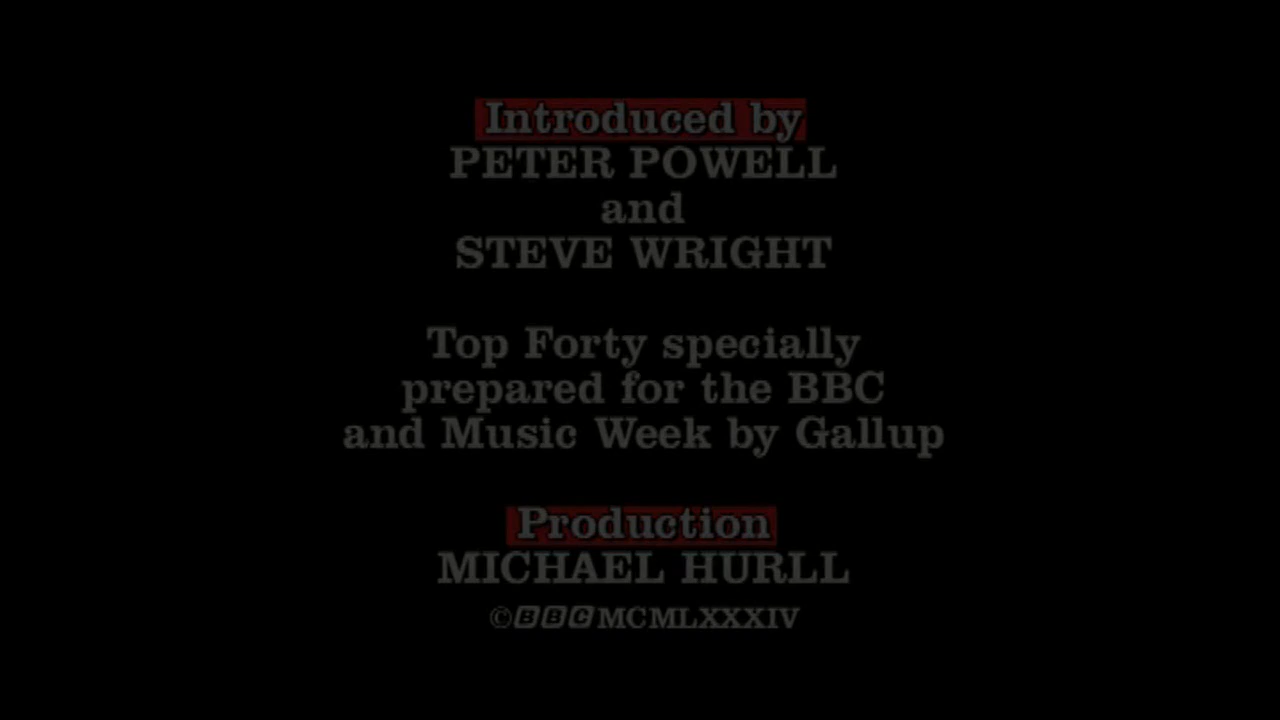 Introduced by
PETER POWELL
and
STEVE WRIGHT
Top Forty specially
prepared for the BBC
and Music Week by Gallup
Production
MICHAEL HURLL
©BBC MCMLXXXIV